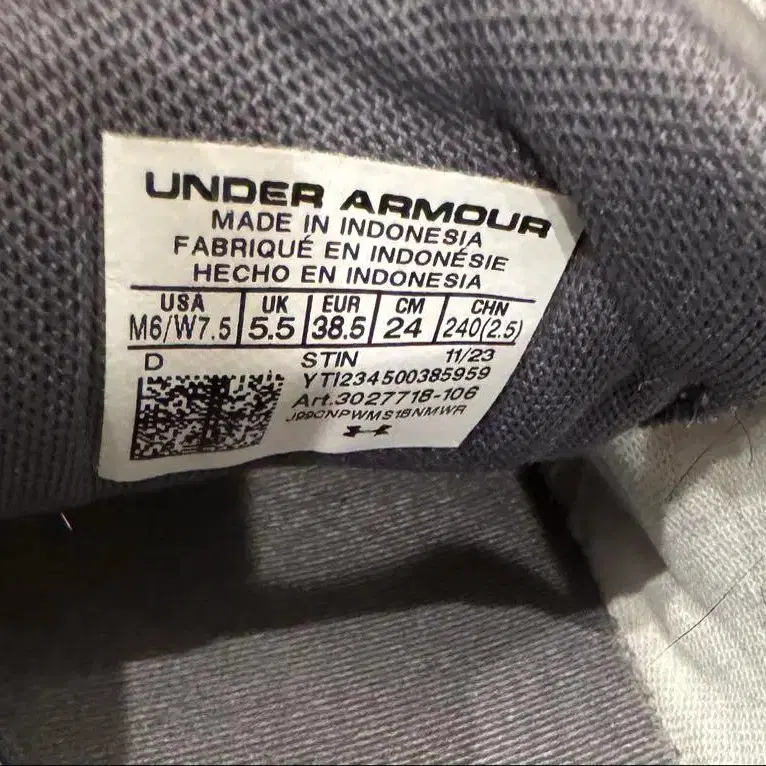 UNDER ARMOUR
MADE IN INDONESIA
FABRIQUÉ EN INDONÉSIE
HECHO EN INDONESIA
USA UK EUR CM CHN
M6/W7.5 5.5 38.5 24 240(2.5)
D STIN 11/23
YT1234500385959
Art.3027718-106